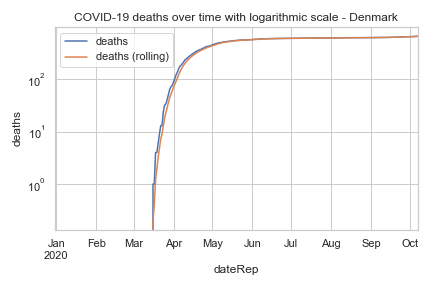 COVID-19 deaths over time with logarithmic scale - Denmark
deaths
deaths (rolling)
deaths
10²
10¹
10⁰
Jan Feb Mar Apr May Jun Jul Aug Sep Oct
2020
dateRep